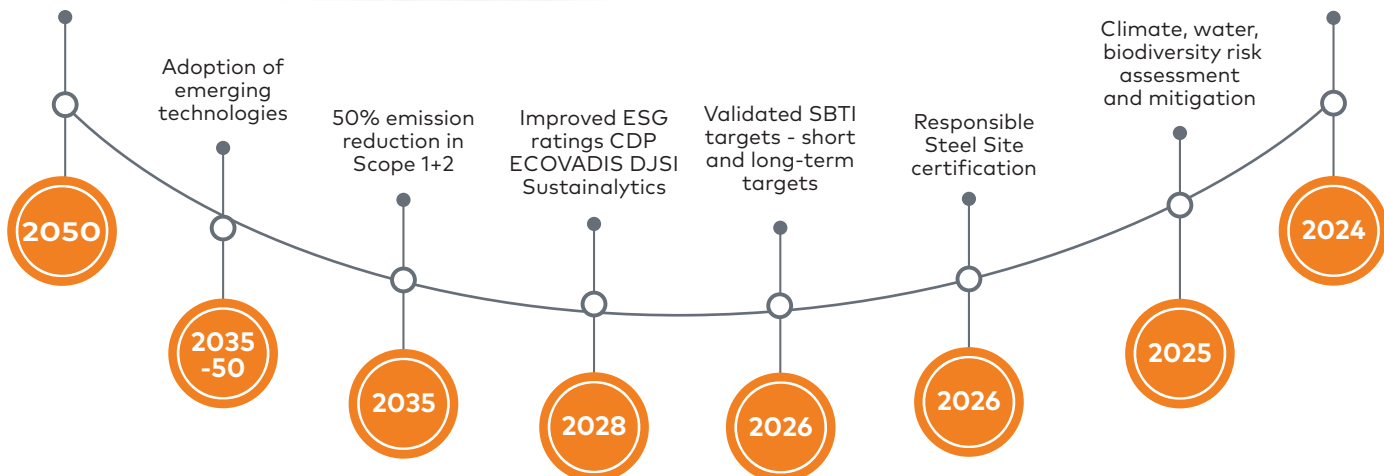 2050
Adoption of
emerging
technologies
2035
-50
50% emission
reduction in
Scope 1+2
2035
Improved ESG
ratings CDP
ECOVADIS DJSI
Sustainalytics
2028
Validated SBTI
targets - short
and long-term
targets
2026
Responsible
Steel Site
certification
2026
Climate, water,
biodiversity risk
assessment
and mitigation
2025
2024